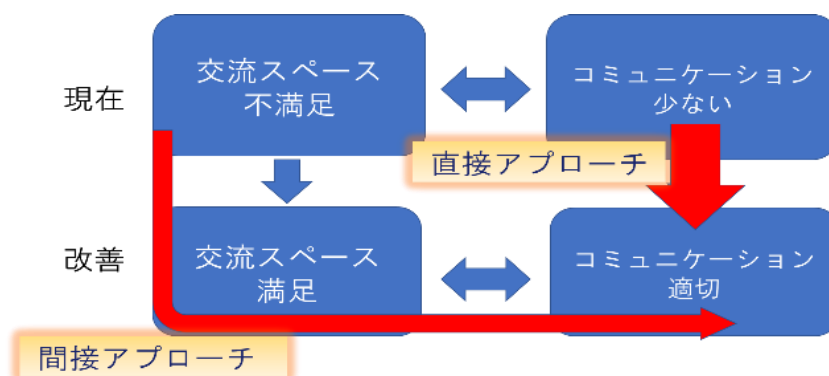 現在
交流スペース
不満足
コミュニケーション
少ない
直接アプローチ
改善
交流スペース
満足
コミュニケーション
適切
間接アプローチ